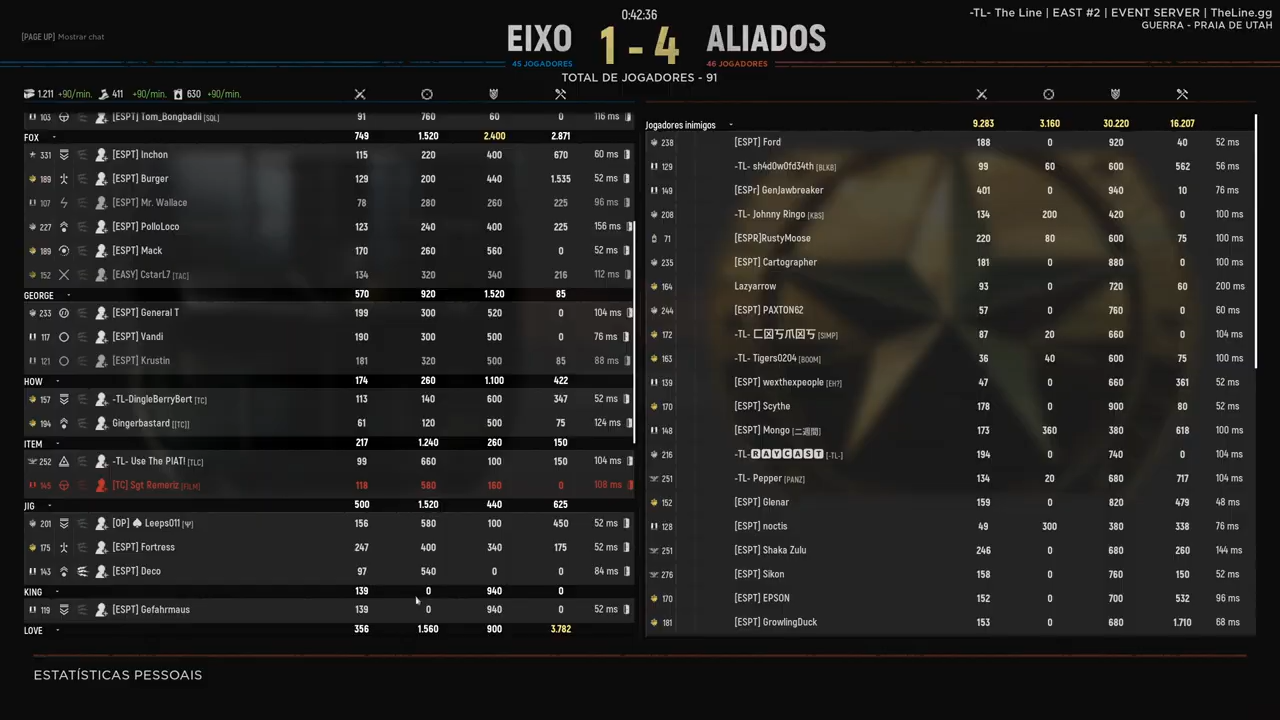 0:42:36
-TL- The Line | EAST #2 | EVENT SERVER | TheLine.gg
GUERRA - PRAIA DE UTAH
[PAGE UP] Mostrar chat
EIXO 1 - 4 ALIADOS
45 JOGADORES 46 JOGADORES
TOTAL DE JOGADORES - 91
1.211 +90/min. 411 +90/min. 630 +90/min.
103 [ESPT] Tom_Bongbadil [SQL] 91 760 60 0 116 ms
FOX - 749 1.520 2.400 2.871
331 [ESPT] Inchon 115 220 400 670 60 ms
189 [ESPT] Burger 129 200 440 1.535 52 ms
107 [ESPT] Mr. Wallace 78 280 260 225 96 ms
227 [ESPT] PolloLoco 123 240 400 225 156 ms
189 [ESPT] Mack 170 260 560 0 52 ms
152 [EASY] CstarL7 [TAC] 134 320 340 216 112 ms
GEORGE - 570 920 1.520 85
233 [ESPT] General T 199 300 520 0 104 ms
117 [ESPT] Vandi 190 300 500 0 76 ms
121 [ESPT] Krustin 181 320 500 85 88 ms
HOW - 174 260 1.100 422
157 -TL-DingleBerryBert [TC] 113 140 600 347 52 ms
194 Gingerbastard [[TC]] 61 120 500 75 124 ms
ITEM - 217 1.240 260 150
252 -TL- Use The PIAT! [TLC] 99 660 100 150 104 ms
145 [TC] Sgt Remeriz [FILM] 118 580 160 0 108 ms
JIG - 500 1.520 440 625
201 [OP] ♠ Leeps011 [Ψ] 156 580 100 450 52 ms
175 [ESPT] Fortress 247 400 340 175 52 ms
143 [ESPT] Deco 97 540 0 0 84 ms
KING - 139 0 940 0
119 [ESPT] Gefahrmaus 139 0 940 0 52 ms
LOVE - 356 1.560 900 3.782
Jogadores inimigos - 9.283 3.160 30.220 16.207
238 [ESPT] Ford 188 0 920 40 52 ms
129 -TL- sh4d0w0fd34th [BLKB] 99 60 600 562 56 ms
149 [ESPr] GenJawbreaker 401 0 940 10 76 ms
208 -TL- Johnny Ringo [KBS] 134 200 420 0 100 ms
71 [ESPR]RustyMoose 220 80 600 75 100 ms
235 [ESPT] Cartographer 181 0 880 0 100 ms
164 Lazyarrow 93 0 720 60 200 ms
244 [ESPT] PAXTON62 57 0 760 0 60 ms
172 -TL- [SIMP] 87 20 660 0 104 ms
163 -TL- Tigers0204 [BOOM] 36 40 600 75 100 ms
139 [ESPT] wexthexpeople [EH?] 47 0 660 361 52 ms
170 [ESPT] Scythe 178 0 900 80 52 ms
148 [ESPT] Mongo [二週間] 173 360 380 618 100 ms
216 -TL-🆁🅰🆈🅲🅰🆂🆃 [-TL-] 194 0 740 0 104 ms
251 -TL- Pepper [PANZ] 134 20 680 717 104 ms
152 [ESPT] Glenar 159 0 820 479 48 ms
128 [ESPT] noctis 49 300 380 338 76 ms
251 [ESPT] Shaka Zulu 246 0 680 260 144 ms
276 [ESPT] Sikon 158 0 760 150 52 ms
170 [ESPT] EPSON 152 0 700 532 96 ms
181 [ESPT] GrowlingDuck 153 0 680 1.710 68 ms
ESTATÍSTICAS PESSOAIS